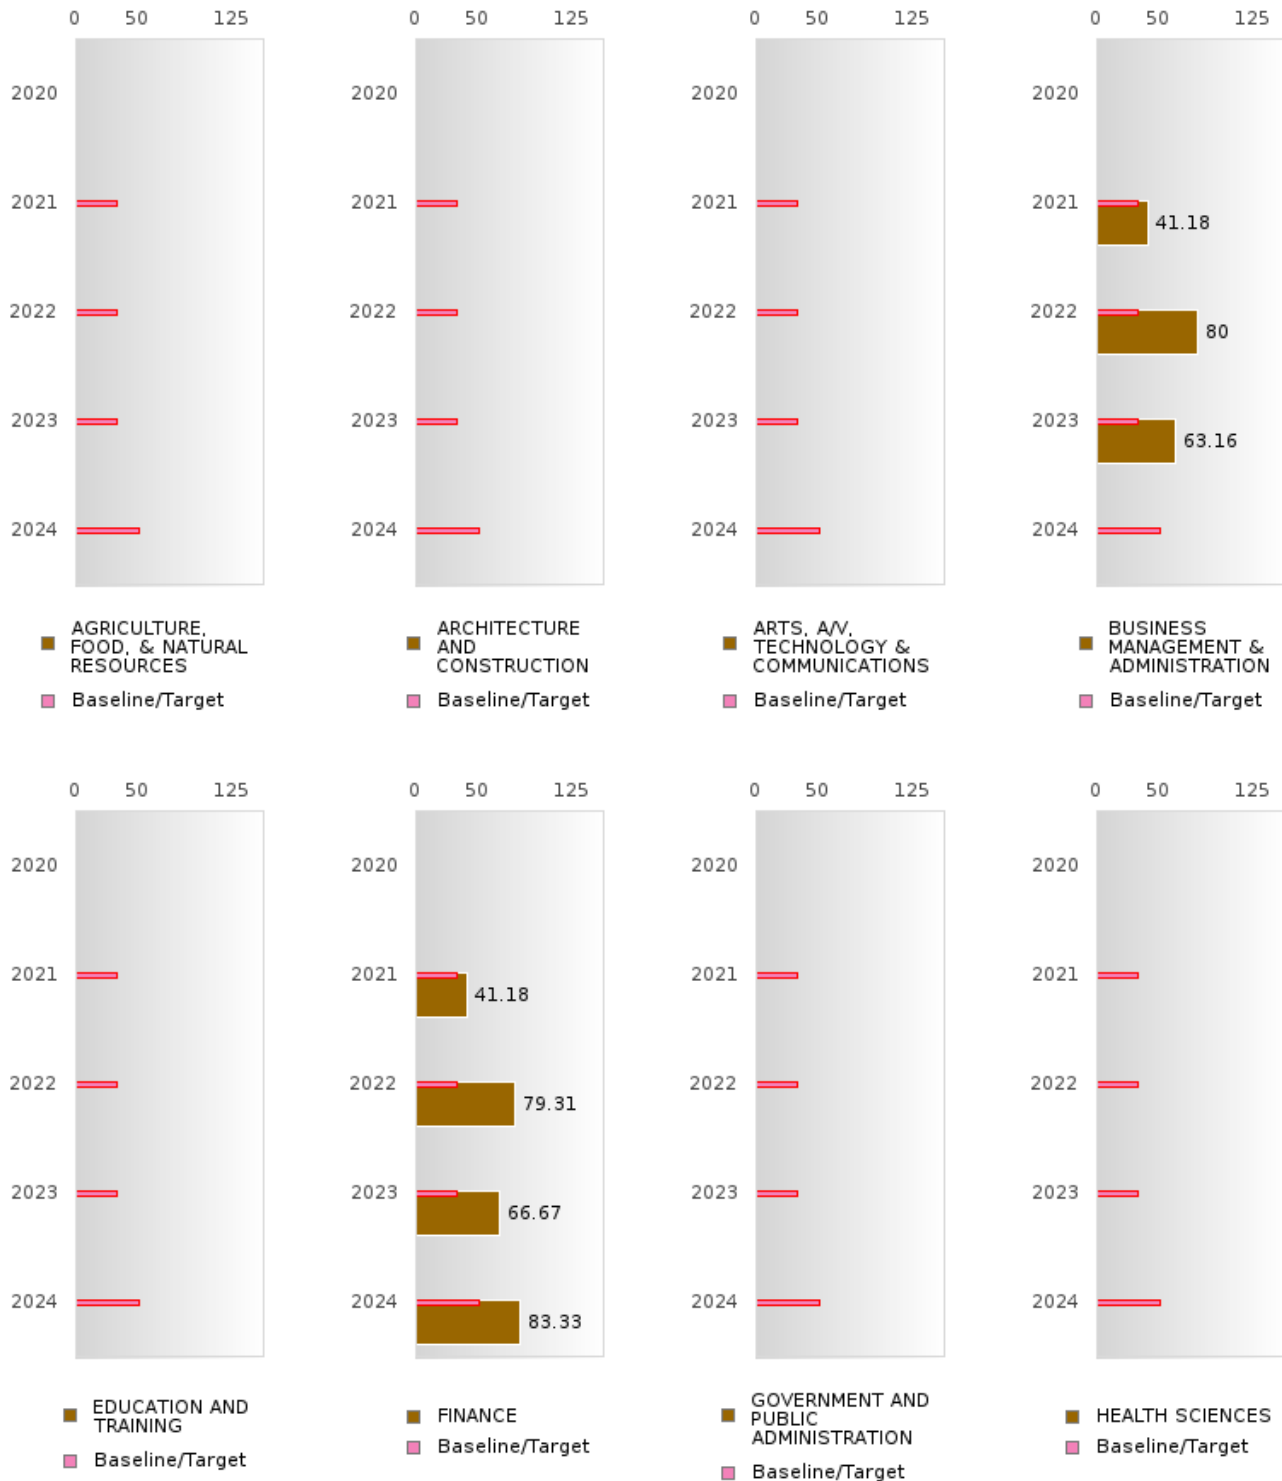 0 50 125
2020
2021
2022
2023
2024
AGRICULTURE,
FOOD, & NATURAL
RESOURCES
Baseline/Target
0 50 125
2020
2021
2022
2023
2024
ARCHITECTURE
AND
CONSTRUCTION
Baseline/Target
0 50 125
2020
2021
2022
2023
2024
ARTS, A/V,
TECHNOLOGY &
COMMUNICATIONS
Baseline/Target
0 50 125
2020
2021
41.18
2022
80
2023
63.16
2024
BUSINESS
MANAGEMENT &
ADMINISTRATION
Baseline/Target
0 50 125
2020
2021
2022
2023
2024
EDUCATION AND
TRAINING
Baseline/Target
0 50 125
2020
2021
41.18
2022
79.31
2023
66.67
2024
83.33
FINANCE
Baseline/Target
0 50 125
2020
2021
2022
2023
2024
GOVERNMENT AND
PUBLIC
ADMINISTRATION
Baseline/Target
0 50 125
2020
2021
2022
2023
2024
HEALTH SCIENCES
Baseline/Target